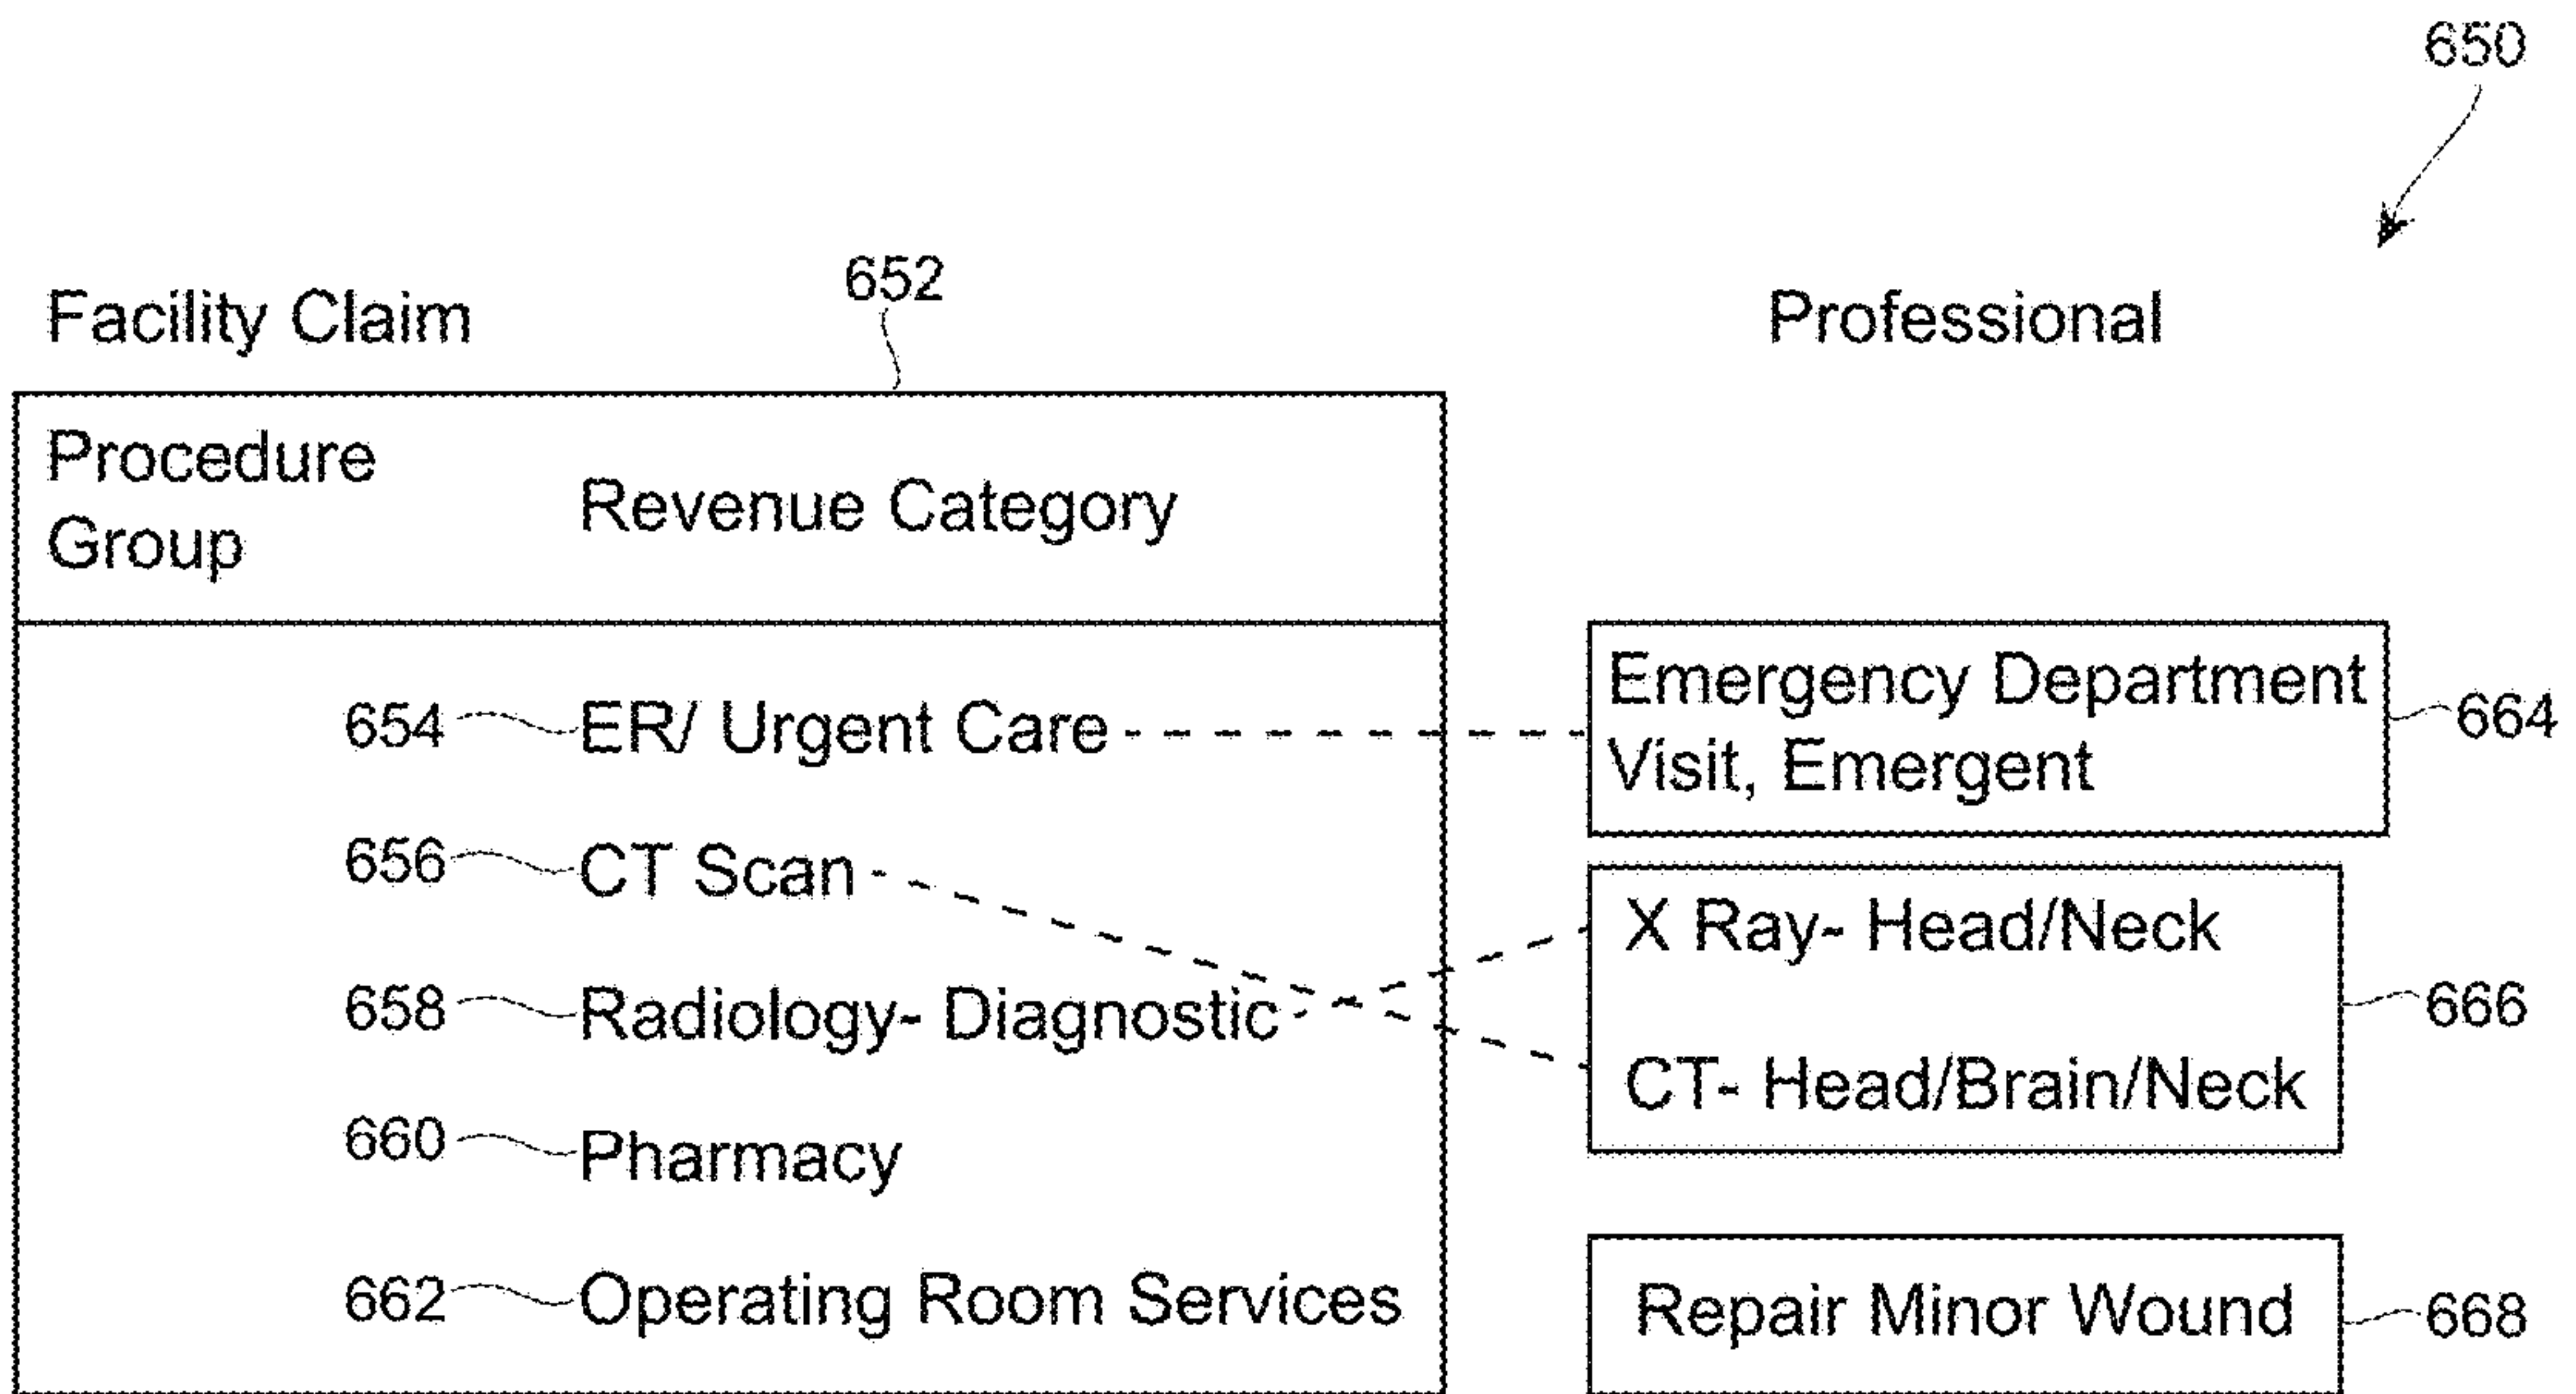 650
652
Facility Claim
Professional
Procedure
Group
Revenue Category
654 ER/ Urgent Care
656 CT Scan
658 Radiology- Diagnostic
660 Pharmacy
662 Operating Room Services
Emergency Department
Visit, Emergent
664
X Ray- Head/Neck
CT- Head/Brain/Neck
666
Repair Minor Wound
668